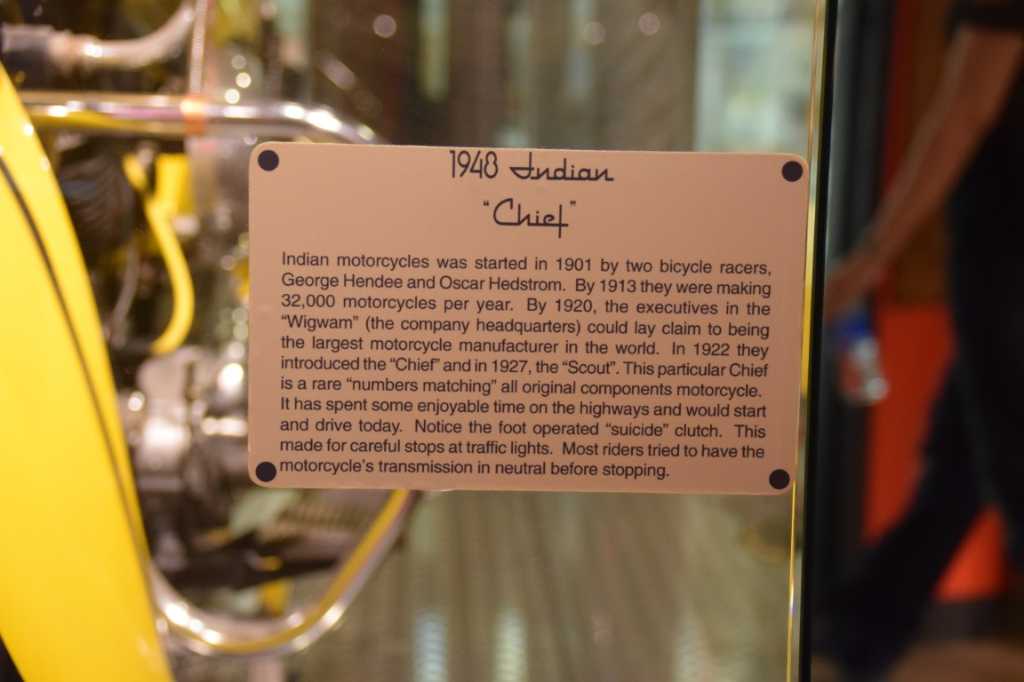 1948 Indian
"Chief"
Indian motorcycles was started in 1901 by two bicycle racers,
George Hendee and Oscar Hedstrom. By 1913 they were making
32,000 motorcycles per year. By 1920, the executives in the
"Wigwam" (the company headquarters) could lay claim to being
the largest motorcycle manufacturer in the world. In 1922 they
introduced the "Chief" and in 1927, the "Scout". This particular Chief
is a rare "numbers matching" all original components motorcycle.
It has spent some enjoyable time on the highways and would start
and drive today. Notice the foot operated "suicide" clutch. This
made for careful stops at traffic lights. Most riders tried to have the
motorcycle's transmission in neutral before stopping.